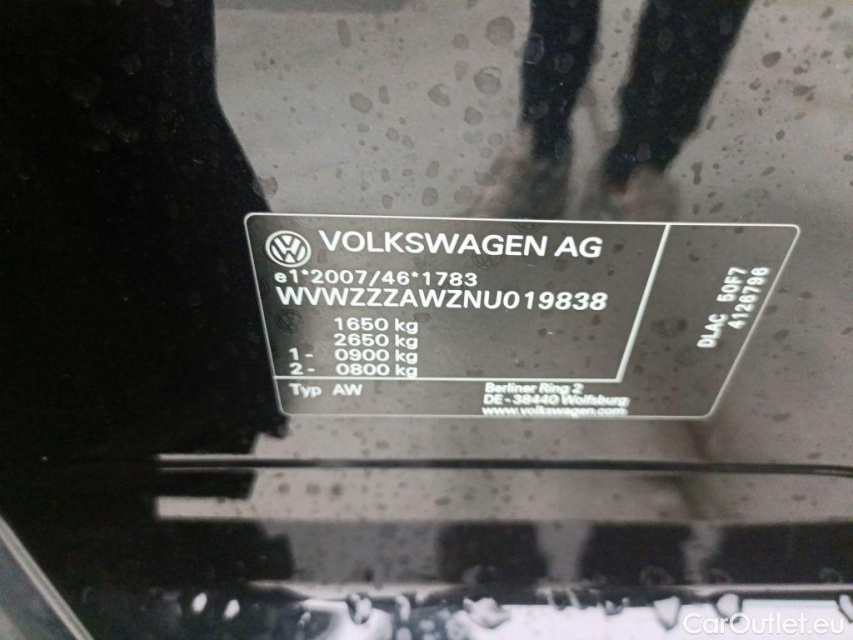 VOLKSWAGEN AG
e1*2007/46*1783
WVWZZZAWZNU019838
1650 kg
2650 kg
1- 0900 kg
2- 0800 kg
Typ AW
Berliner Ring 2
DE-38440 Wolfsburg
www.volkswagen.com
DLAC 50F7
4126796
CarOutlet.eu